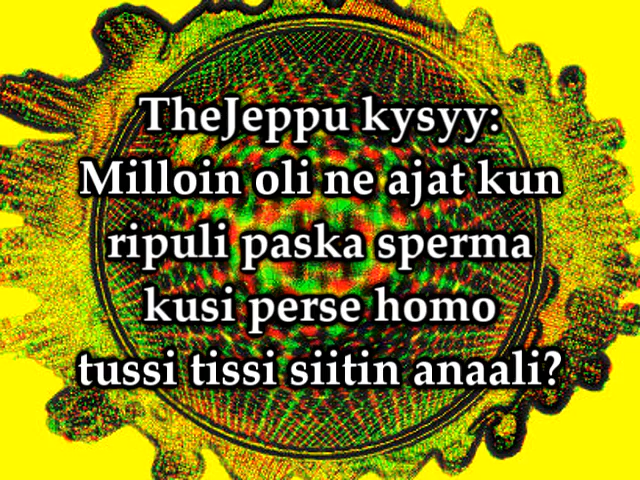 TheJeppu kysyy:
Milloin oli ne ajat kun
ripuli paska sperma
kusi perse homo
tussi tissi siitin anaali?